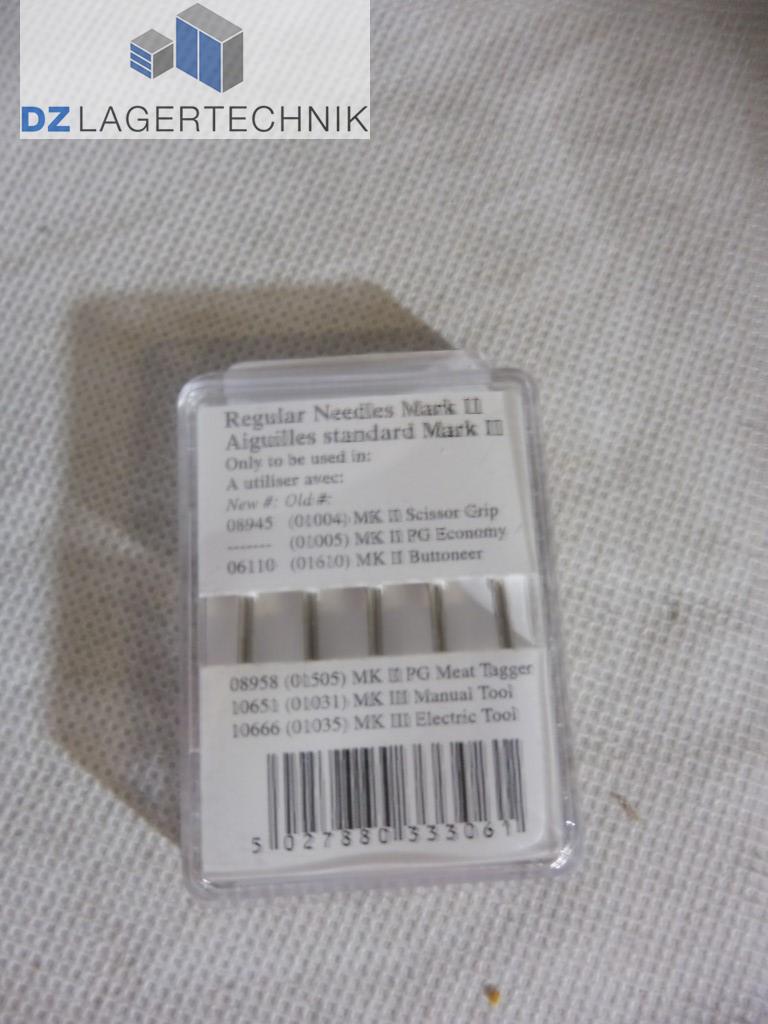 DZ LAGERTECHNIK
Regular Needles Mark II
Aiguilles standard Mark II
Only to be used in:
A utiliser avec:
New #: Old #:
08945 (01004) MK II Scissor Grip
------- (01005) MK II PG Economy
06110 (01610) MK II Buttoneer
08958 (01505) MK II PG Meat Tagger
10651 (01031) MK III Manual Tool
10666 (01035) MK III Electric Tool
5 027880 333061